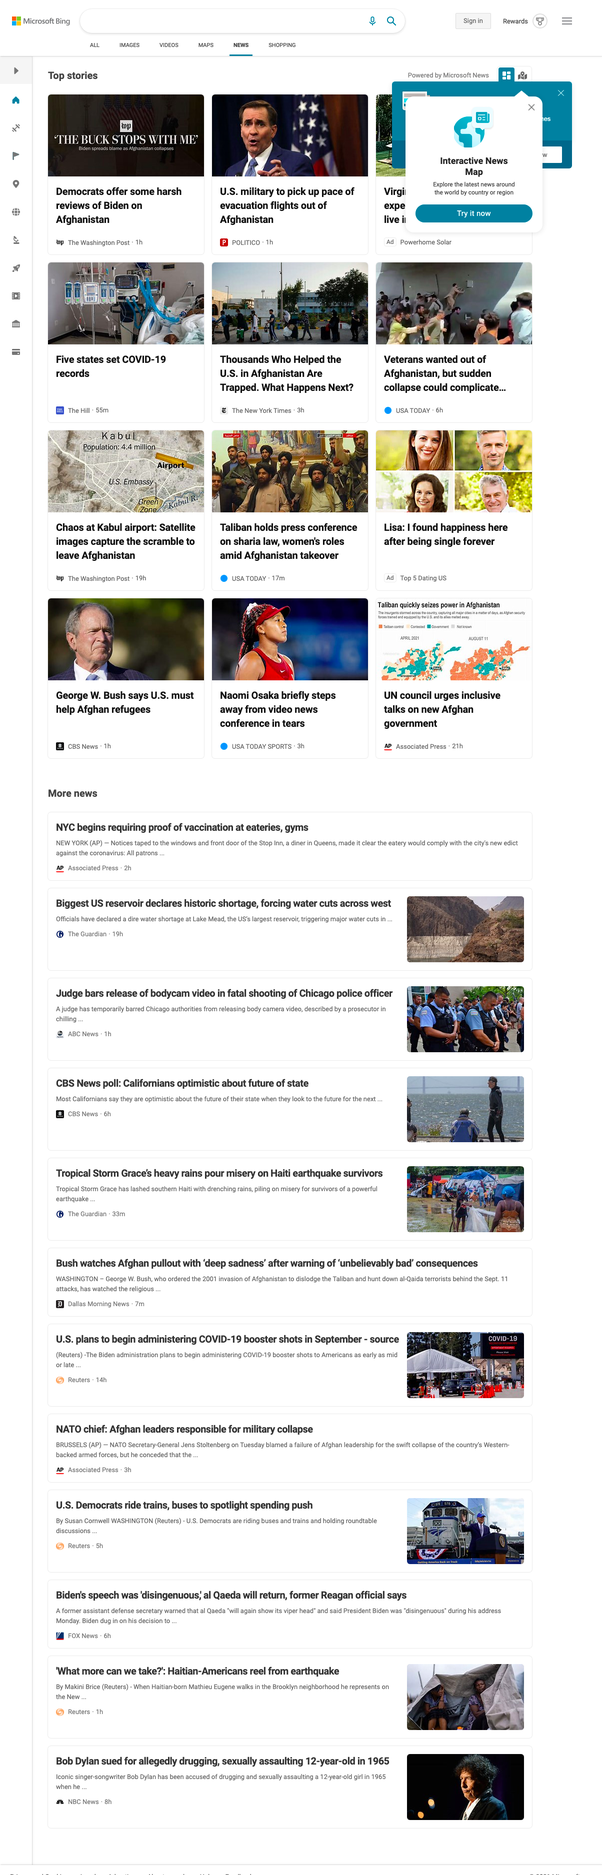 Microsoft Bing
Sign in
Rewards
ALL
IMAGES
VIDEOS
MAPS
NEWS
SHOPPING
Top stories
Powered by Microsoft News
'THE BUCK STOPS WITH ME'
Biden spreads blame as Afghanistan collapses
Democrats offer some harsh
reviews of Biden on
Afghanistan
The Washington Post · 1h
U.S. military to pick up pace of
evacuation flights out of
Afghanistan
POLITICO · 1h
Ad
Powerhome Solar
Interactive News
Map
Explore the latest news around
the world by country or region
Try it now
Five states set COVID-19
records
The Hill · 55m
Thousands Who Helped the
U.S. in Afghanistan Are
Trapped. What Happens Next?
The New York Times · 3h
Veterans wanted out of
Afghanistan, but sudden
collapse could complicate...
USA TODAY · 6h
Kabul
Population: 4.4 million
Airport
U.S. Embassy
Green
Zone
Kabul R.
Chaos at Kabul airport: Satellite
images capture the scramble to
leave Afghanistan
The Washington Post · 19h
Taliban holds press conference
on sharia law, women's roles
amid Afghanistan takeover
USA TODAY · 17m
Lisa: I found happiness here
after being single forever
Ad
Top 5 Dating US
George W. Bush says U.S. must
help Afghan refugees
CBS News · 1h
Naomi Osaka briefly steps
away from video news
conference in tears
USA TODAY SPORTS · 3h
Taliban quickly seizes power in Afghanistan
APRIL 2021
AUGUST 11
UN council urges inclusive
talks on new Afghan
government
AP
Associated Press · 21h
More news
NYC begins requiring proof of vaccination at eateries, gyms
NEW YORK (AP) — Notices taped to the windows and front door of the Stop Inn, a diner in Queens, made it clear the eatery would comply with the city's new edict
against the coronavirus: All patrons ...
AP
Associated Press · 2h
Biggest US reservoir declares historic shortage, forcing water cuts across west
Officials have declared a dire water shortage at Lake Mead, the US's largest reservoir, triggering major water cuts in ...
The Guardian · 19h
Judge bars release of bodycam video in fatal shooting of Chicago police officer
A judge has temporarily barred Chicago authorities from releasing body camera video, described by a prosecutor in
chilling ...
ABC News · 1h
CBS News poll: Californians optimistic about future of state
Most Californians say they are optimistic about the future of their state when they look to the future for the next ...
CBS News · 6h
Tropical Storm Grace's heavy rains pour misery on Haiti earthquake survivors
Tropical Storm Grace has lashed southern Haiti with drenching rains, piling on misery for survivors of a powerful
earthquake ...
The Guardian · 33m
Bush watches Afghan pullout with 'deep sadness' after warning of 'unbelievably bad' consequences
WASHINGTON – George W. Bush, who ordered the 2001 invasion of Afghanistan to dislodge the Taliban and hunt down al-Qaida terrorists behind the Sept. 11
attacks, has watched the religious ...
Dallas Morning News · 7m
U.S. plans to begin administering COVID-19 booster shots in September - source
(Reuters) -The Biden administration plans to begin administering COVID-19 booster shots to Americans as early as mid
or late ...
Reuters · 14h
COVID-19
NATO chief: Afghan leaders responsible for military collapse
BRUSSELS (AP) — NATO Secretary-General Jens Stoltenberg on Tuesday blamed a failure of Afghan leadership for the swift collapse of the country's Western-
backed armed forces, but he conceded that the ...
AP
Associated Press · 3h
U.S. Democrats ride trains, buses to spotlight spending push
By Susan Cornwell WASHINGTON (Reuters) - U.S. Democrats are riding buses and trains and holding roundtable
discussions ...
Reuters · 5h
Biden's speech was 'disingenuous,' al Qaeda will return, former Reagan official says
A former assistant defense secretary warned that al Qaeda "will again show its viper head" and said President Biden was "disingenuous" during his address
Monday. Biden dug in on his decision to ...
FOX News · 6h
'What more can we take?': Haitian-Americans reel from earthquake
By Makini Brice (Reuters) - When Haitian-born Mathieu Eugene walks in the Brooklyn neighborhood he represents on
the New ...
Reuters · 1h
Bob Dylan sued for allegedly drugging, sexually assaulting 12-year-old in 1965
Iconic singer-songwriter Bob Dylan has been accused of drugging and sexually assaulting a 12-year-old girl in 1965
when he ...
NBC News · 8h